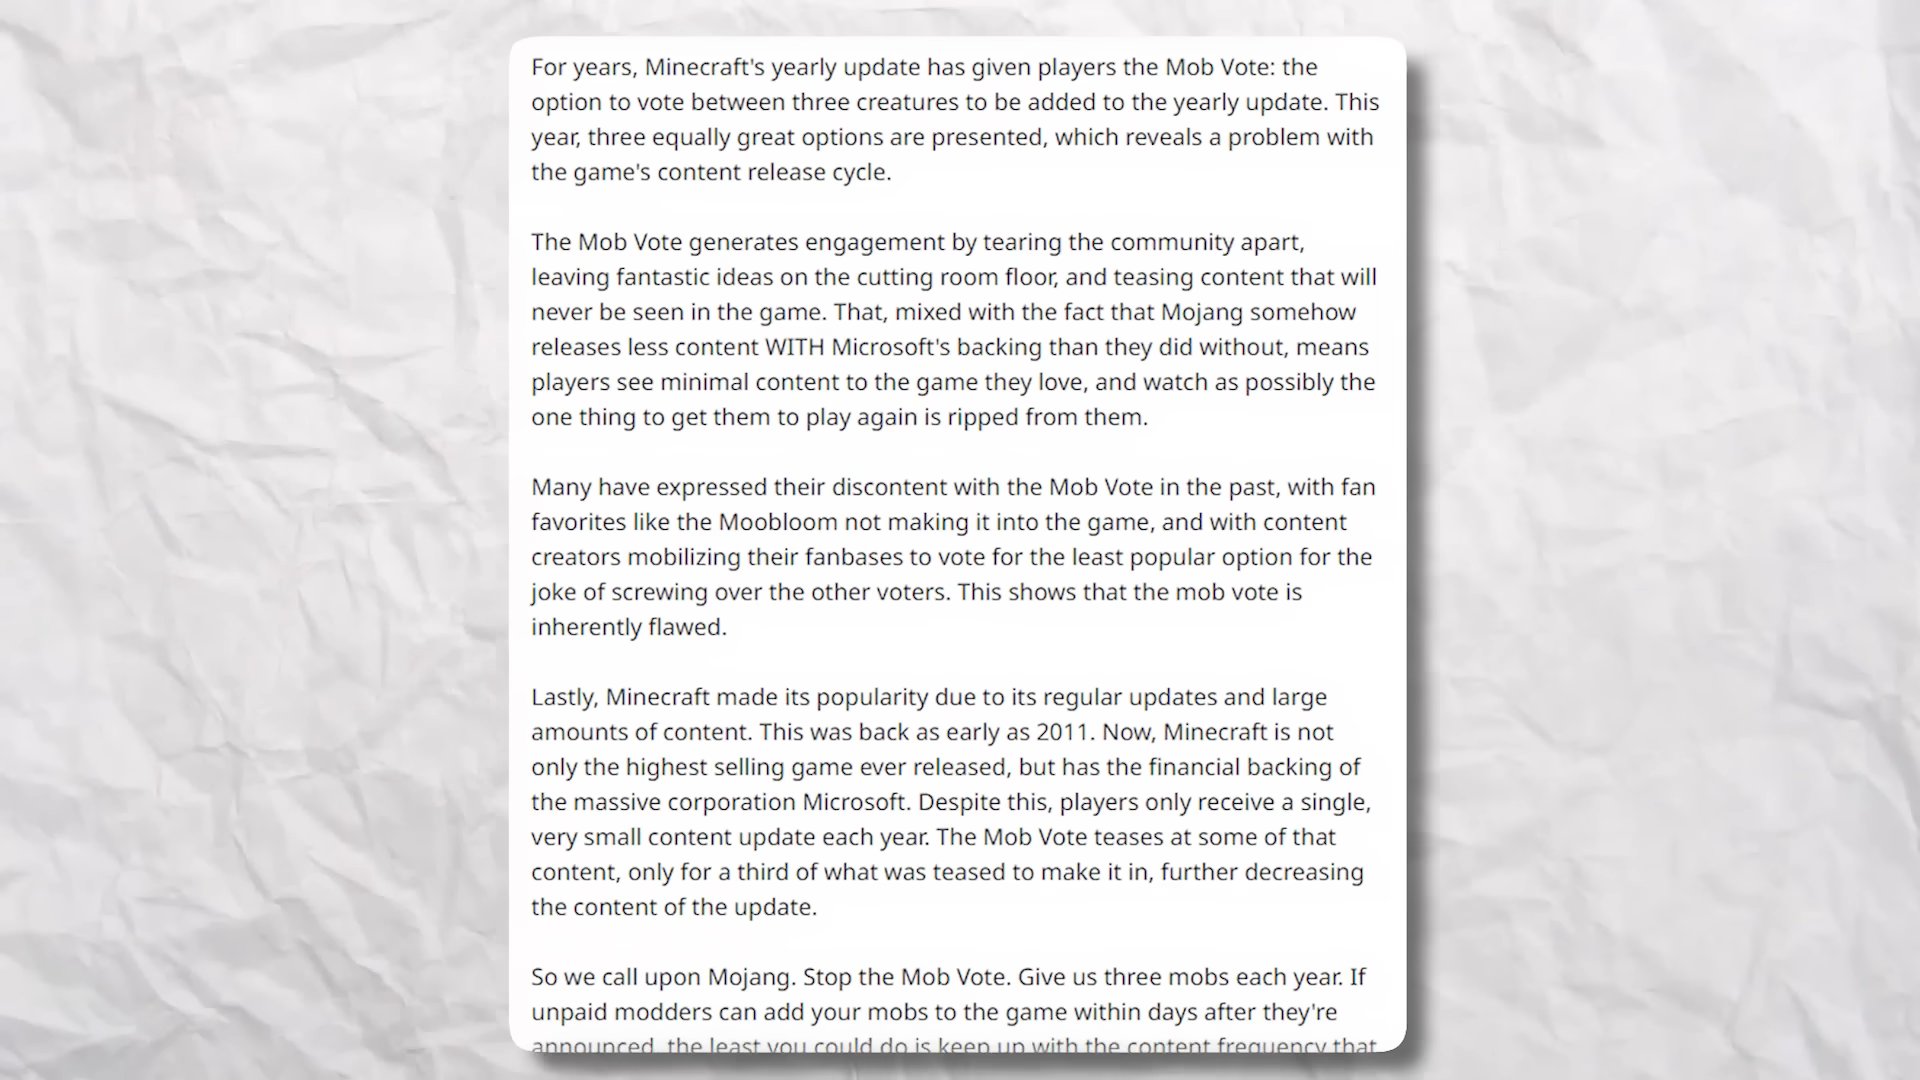 For years, Minecraft's yearly update has given players the Mob Vote: the
option to vote between three creatures to be added to the yearly update. This
year, three equally great options are presented, which reveals a problem with
the game's content release cycle.
The Mob Vote generates engagement by tearing the community apart,
leaving fantastic ideas on the cutting room floor, and teasing content that will
never be seen in the game. That, mixed with the fact that Mojang somehow
releases less content WITH Microsoft's backing than they did without, means
players see minimal content to the game they love, and watch as possibly the
one thing to get them to play again is ripped from them.
Many have expressed their discontent with the Mob Vote in the past, with fan
favorites like the Moobloom not making it into the game, and with content
creators mobilizing their fanbases to vote for the least popular option for the
joke of screwing over the other voters. This shows that the mob vote is
inherently flawed.
Lastly, Minecraft made its popularity due to its regular updates and large
amounts of content. This was back as early as 2011. Now, Minecraft is not
only the highest selling game ever released, but has the financial backing of
the massive corporation Microsoft. Despite this, players only receive a single,
very small content update each year. The Mob Vote teases at some of that
content, only for a third of what was teased to make it in, further decreasing
the content of the update.
So we call upon Mojang. Stop the Mob Vote. Give us three mobs each year. If
unpaid modders can add your mobs to the game within days after they're
announced, the least you could do is keep up with the content frequency that